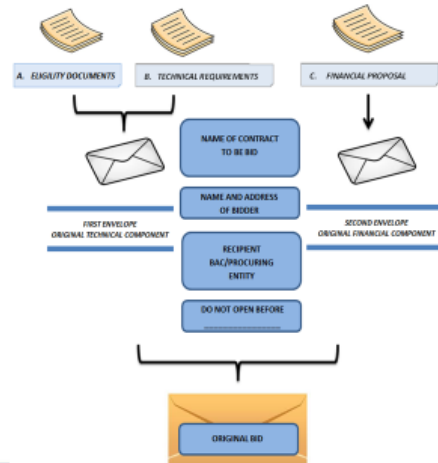 A. ELIGILITY DOCUMENTS
B. TECHNICAL REQUIREMENTS
C. FINANCIAL PROPOSAL
NAME OF CONTRACT
TO BE BID
NAME AND ADDRESS
OF BIDDER
FIRST ENVELOPE
ORIGINAL TECHNICAL COMPONENT
SECOND ENVELOPE
ORIGINAL FINANCIAL COMPONENT
RECIPIENT
BAC/PROCURING
ENTITY
DO NOT OPEN BEFORE
ORIGINAL BID